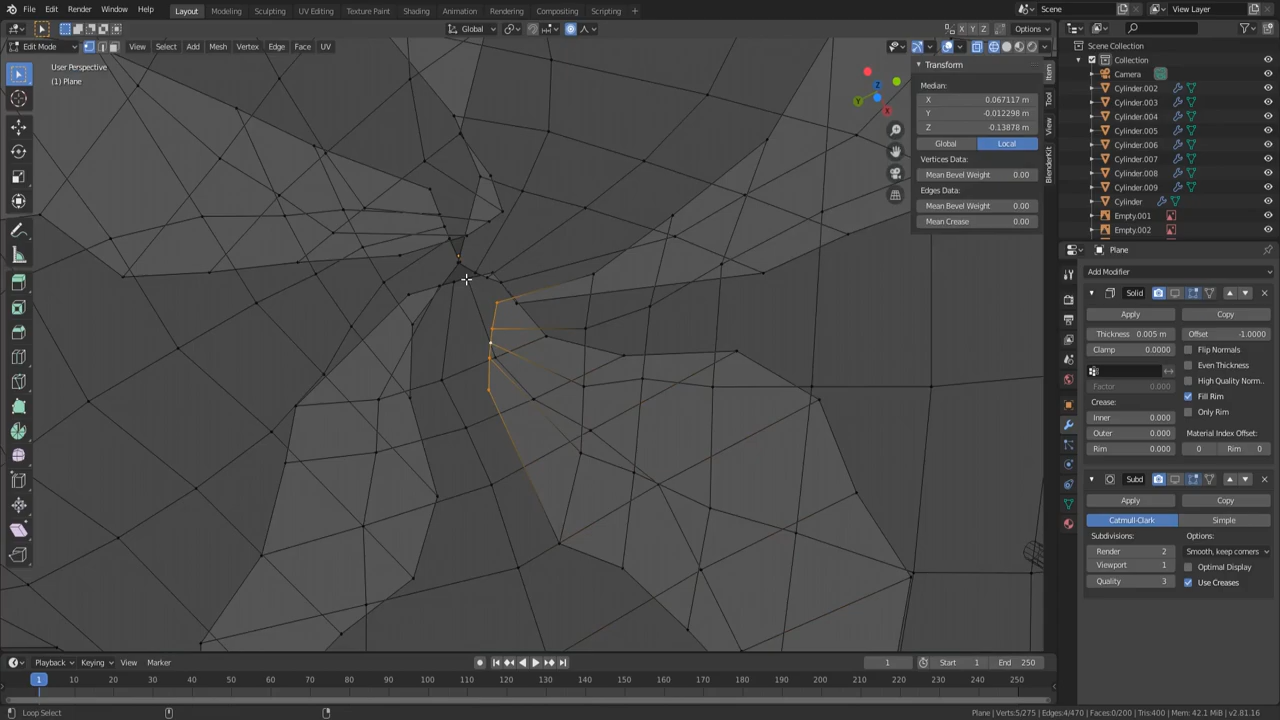 File Edit Render Window Help
Layout Modeling Sculpting UV Editing Texture Paint Shading Animation Rendering Compositing Scripting +
Scene
View Layer
Global
X Y Z
Options
Edit Mode
View Select Add Mesh Vertex Edge Face UV
User Perspective
(1) Plane
Z
Y
X
Transform
Median:
X 0.067117 m
Y -0.012298 m
Z -0.13878 m
Global Local
Vertices Data:
Mean Bevel Weight 0.00
Edges Data:
Mean Bevel Weight 0.00
Mean Crease 0.00
Item
Tool
View
BlenderKit
Scene Collection
Collection
Camera
Cylinder.002
Cylinder.003
Cylinder.004
Cylinder.005
Cylinder.006
Cylinder.007
Cylinder.008
Cylinder.009
Cylinder
Empty.001
Empty.002
Plane
Add Modifier
Solid
Apply Copy
Thickness 0.005 m Offset -1.0000
Clamp 0.0000 Flip Normals
Even Thickness
Factor 0.000 High Quality Norm..
Crease: Fill Rim
Inner 0.000 Only Rim
Outer 0.000 Material Index Offset:
Rim 0.000 0 Rim 0
Subd
Apply Copy
Catmull-Clark Simple
Subdivisions: Options:
Render 2 Smooth, keep corners
Viewport 1 Optimal Display
Quality 3 Use Creases
Playback Keying View Marker
1 Start 1 End 250
1 10 20 30 40 50 60 70 80 90 100 110 120 130 140 150 160 170 180 190 200 210 220 230 240 250
Loop Select
Plane | Verts:5/275 | Edges:4/470 | Faces:0/200 | Tris:400 | Mem: 42.1 MiB | v2.81.16